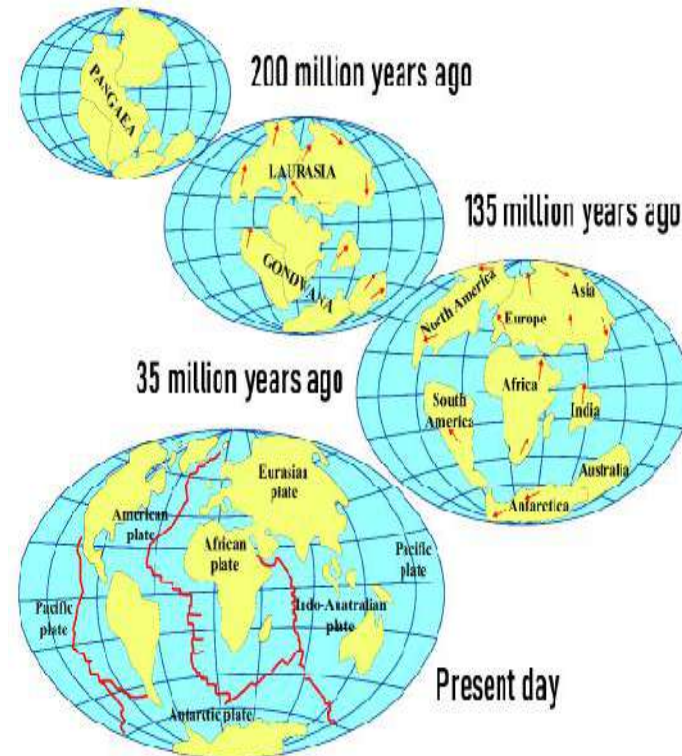 PANGAEA
200 million years ago
LAURASIA
GONDWANA
135 million years ago
North America
Asia
Europe
Africa
South
America
India
Australia
Antarctica
35 million years ago
Eurasian
plate
American
plate
African
plate
Pacific
plate
Pacific
plate
Indo-Australian
plate
Antarctic plate
Present day